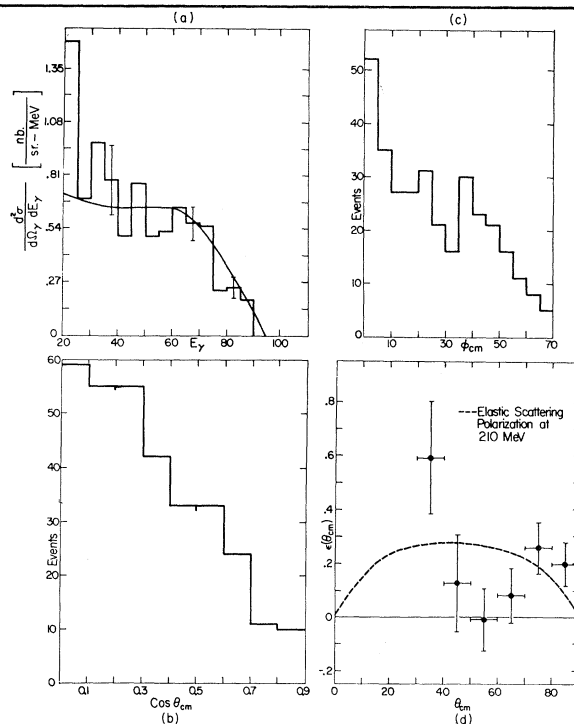 (a)
(c)
d²σ
dΩγ dEγ
[ nb.
sr.-MeV ]
1.35
1.08
.81
.54
.27
0
20 40 60 80 100
Eγ
Events
50
40
30
20
10
0
10 30 50 70
φcm
Events
60
50
40
30
20
10
0
0.1 0.3 0.5 0.7 0.9
Cos θcm
(b)
ϵ(θcm)
.8
.6
.4
.2
0
-.2
---Elastic Scattering
Polarization at
210 MeV
0 20 40 60 80
θcm
(d)